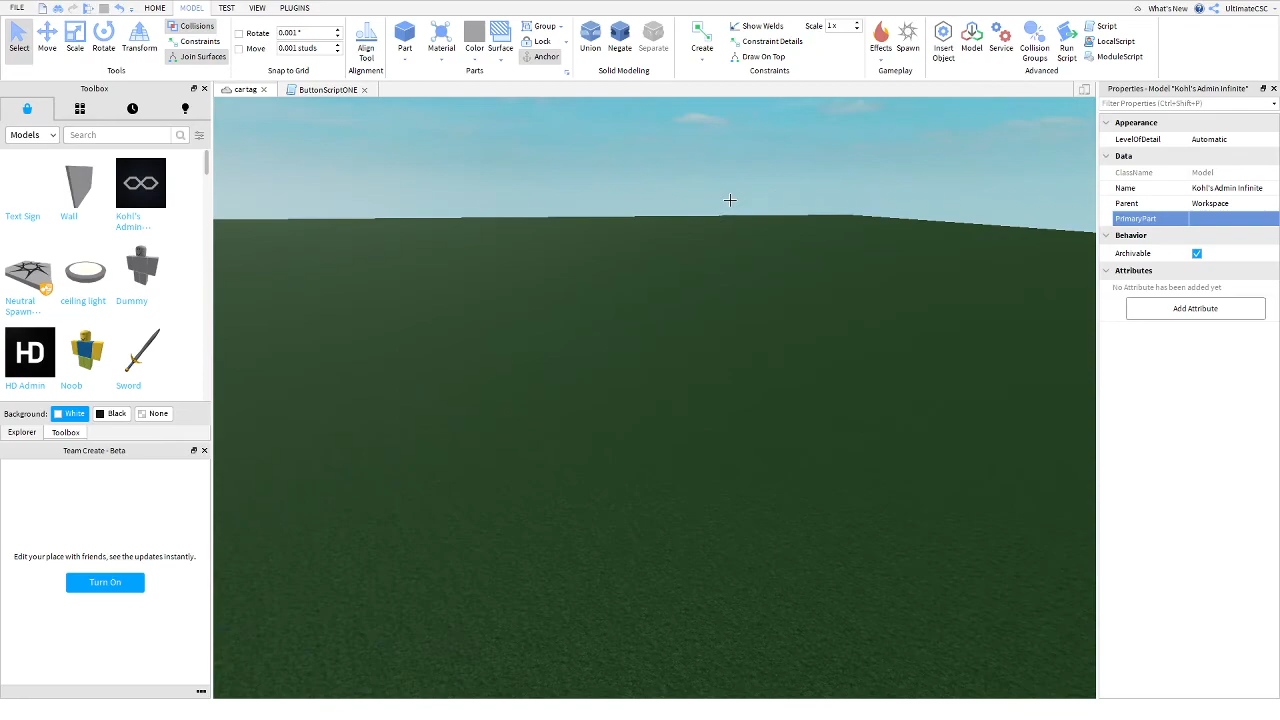 FILE HOME MODEL TEST VIEW PLUGINS What's New UltimateCSC
Select Move Scale Rotate Transform Collisions Constraints Join Surfaces
Tools
Rotate 0.001 °
Move 0.001 studs
Snap to Grid
Align Tool
Alignment
Part Material Color Surface Group Lock Anchor
Parts
Union Negate Separate
Solid Modeling
Create Show Welds Scale 1 x
Constraint Details
Draw On Top
Constraints
Effects Spawn
Gameplay
Insert Object Model Service Collision Groups Run Script Script
LocalScript
ModuleScript
Advanced
Toolbox
Models Search
Text Sign Wall Kohl's Admin···
Neutral Spawn··· ceiling light Dummy
HD
HD Admin Noob Sword
Background: White Black None
Explorer Toolbox
Team Create - Beta
Edit your place with friends, see the updates instantly.
Turn On
car tag ButtonScriptONE
Properties - Model "Kohl's Admin Infinite"
Filter Properties (Ctrl+Shift+P)
Appearance
LevelOfDetail Automatic
Data
ClassName Model
Name Kohl's Admin Infinite
Parent Workspace
PrimaryPart
Behavior
Archivable
Attributes
No Attribute has been added yet
Add Attribute